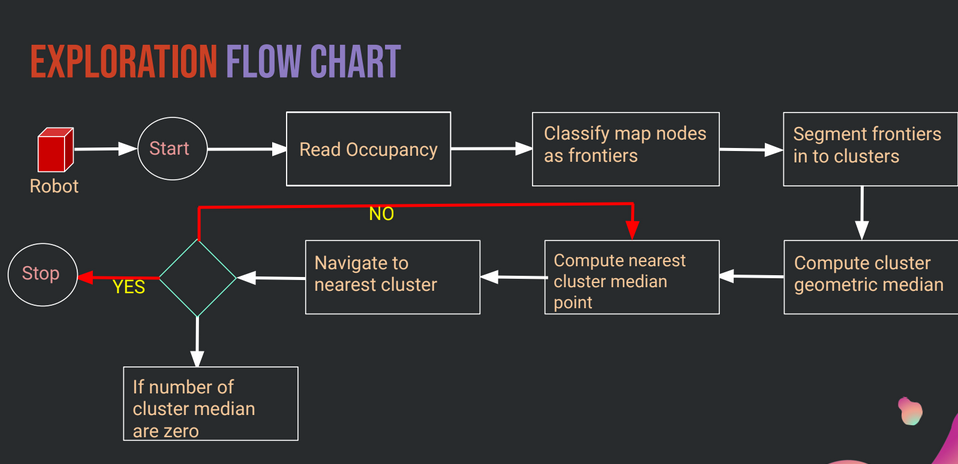 EXPLORATION FLOW CHART
Robot
Start
Read Occupancy
Classify map nodes
as frontiers
Segment frontiers
in to clusters
NO
Stop
YES
Navigate to
nearest cluster
Compute nearest
cluster median
point
Compute cluster
geometric median
If number of
cluster median
are zero